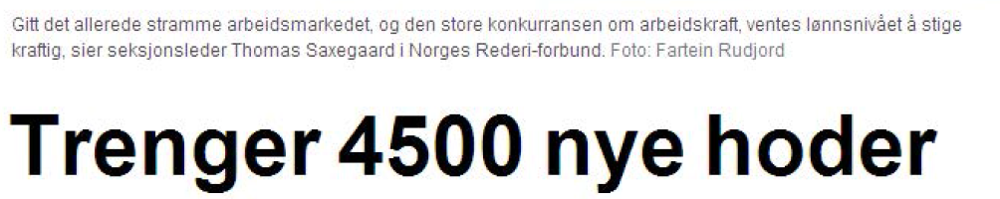 Gitt det allerede stramme arbeidsmarkedet, og den store konkurransen om arbeidskraft, ventes lønnsnivået å stige
kraftig, sier seksjonsleder Thomas Saxegaard i Norges Rederi-forbund. Foto: Fartein Rudjord
Trenger 4500 nye hoder